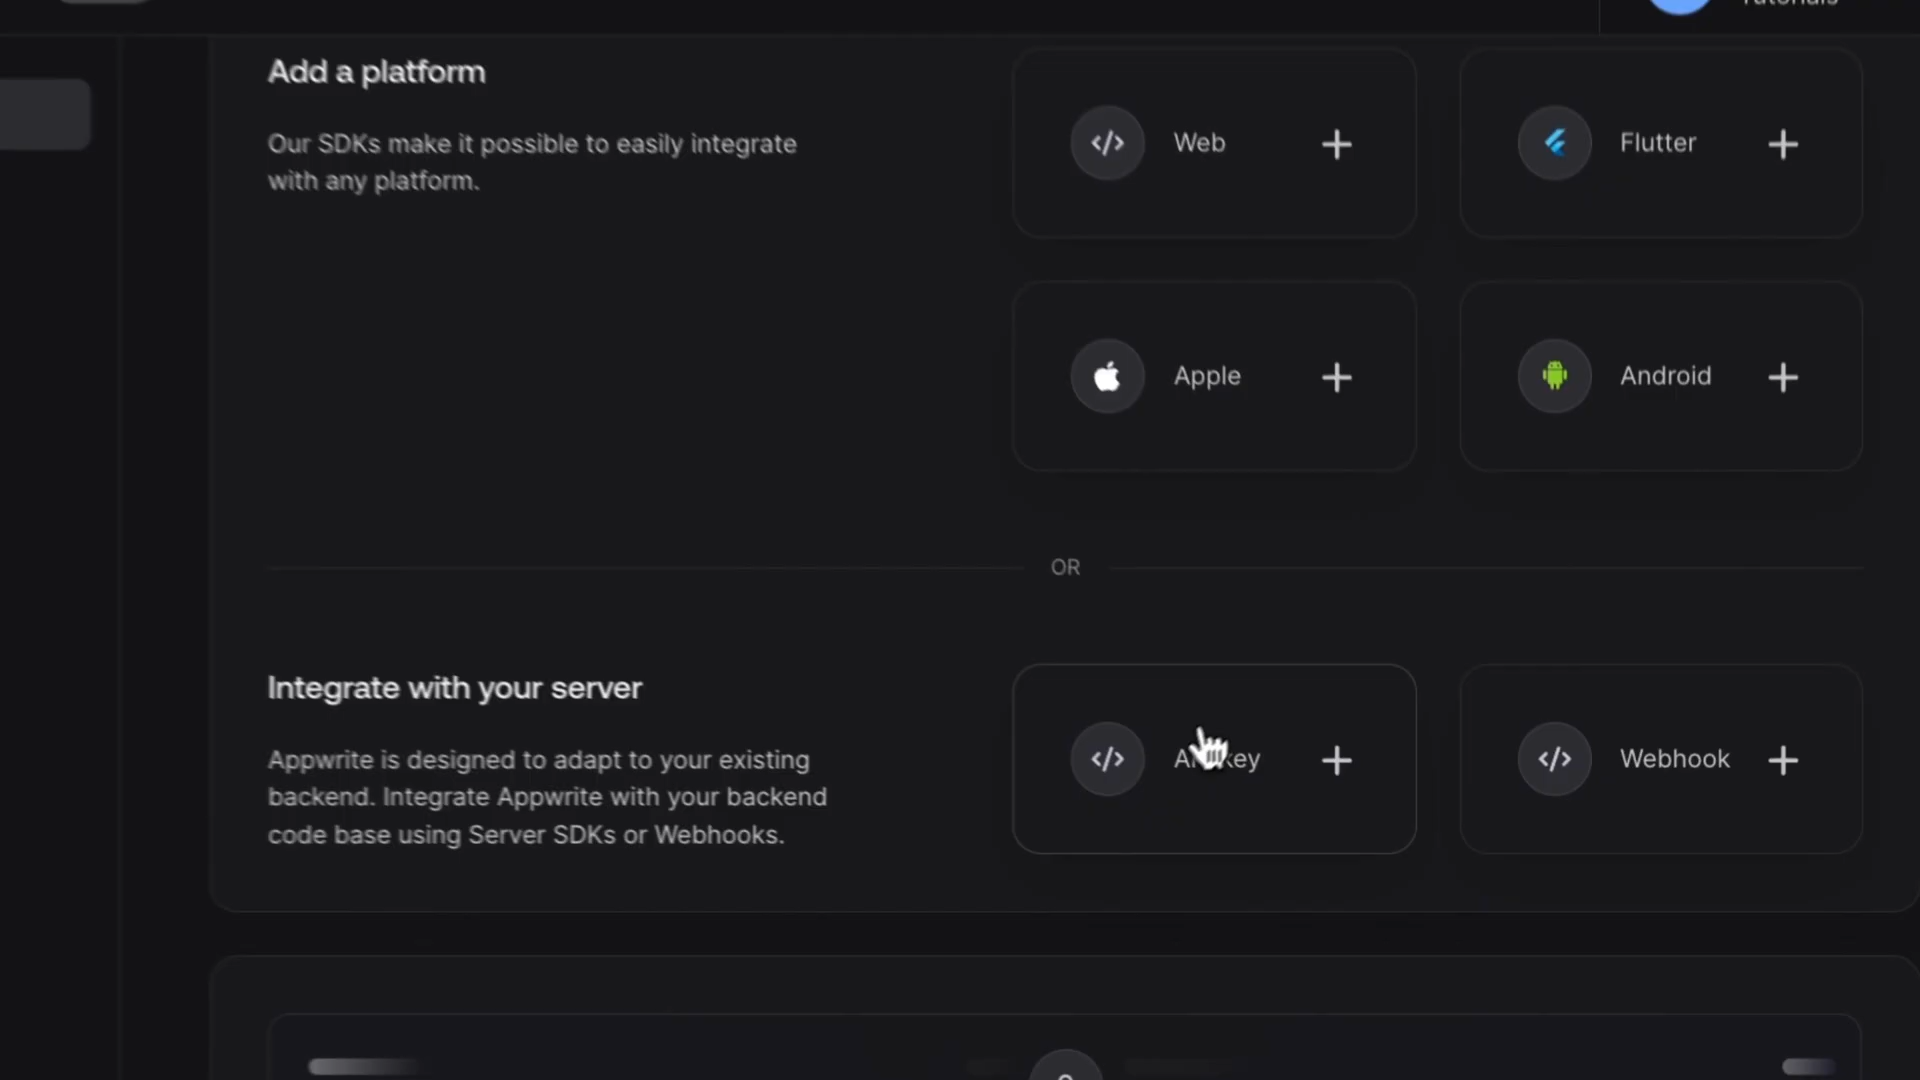 Add a platform
Our SDKs make it possible to easily integrate
with any platform.
Web
Flutter
Apple
Android
OR
Integrate with your server
Appwrite is designed to adapt to your existing
backend. Integrate Appwrite with your backend
code base using Server SDKs or Webhooks.
key
Webhook